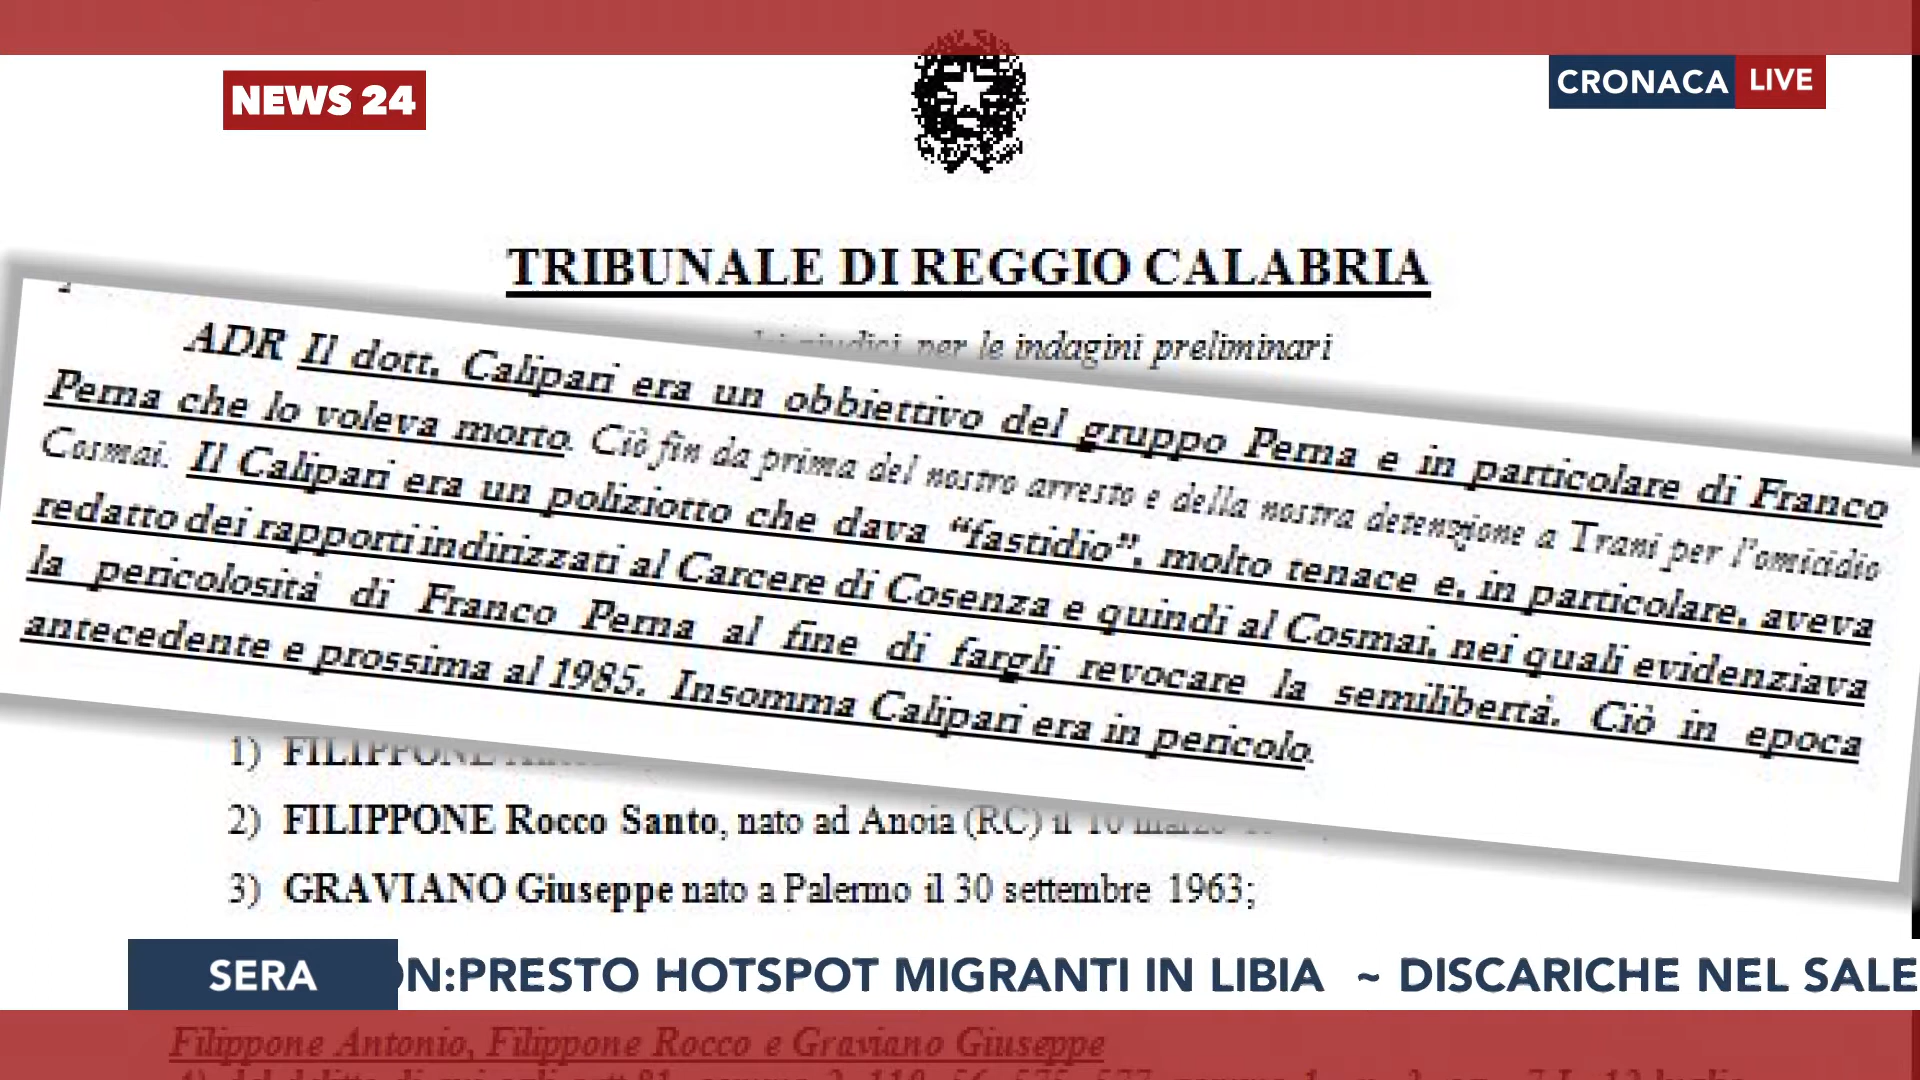 NEWS 24
CRONACA LIVE
TRIBUNALE DI REGGIO CALABRIA
giudici per le indagini preliminari
ADR Il dott. Calipari era un obbiettivo del gruppo Perna e in particolare di Franco
Perna che lo voleva morto. Ciò fin da prima del nostro arresto e della nostra detenzione a Trani per l'omicidio
Cosmai. Il Calipari era un poliziotto che dava “fastidio”, molto tenace e, in particolare, aveva
redatto dei rapporti indirizzati al Carcere di Cosenza e quindi al Cosmai, nei quali evidenziava
la pericolosità di Franco Perna al fine di fargli revocare la semilibertà. Ciò in epoca
antecedente e prossima al 1985. Insomma Calipari era in pericolo.
1) FILIPPONE
2) FILIPPONE Rocco Santo, nato ad Anoia (RC) il 10 marzo
3) GRAVIANO Giuseppe nato a Palermo il 30 settembre 1963;
SERA ON:PRESTO HOTSPOT MIGRANTI IN LIBIA ~ DISCARICHE NEL SALE
Filippone Antonio, Filippone Rocco e Graviano Giuseppe